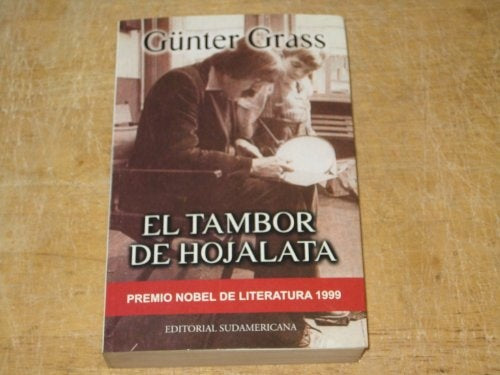 Günter Grass
EL TAMBOR
DE HOJALATA
PREMIO NOBEL DE LITERATURA 1999
EDITORIAL SUDAMERICANA